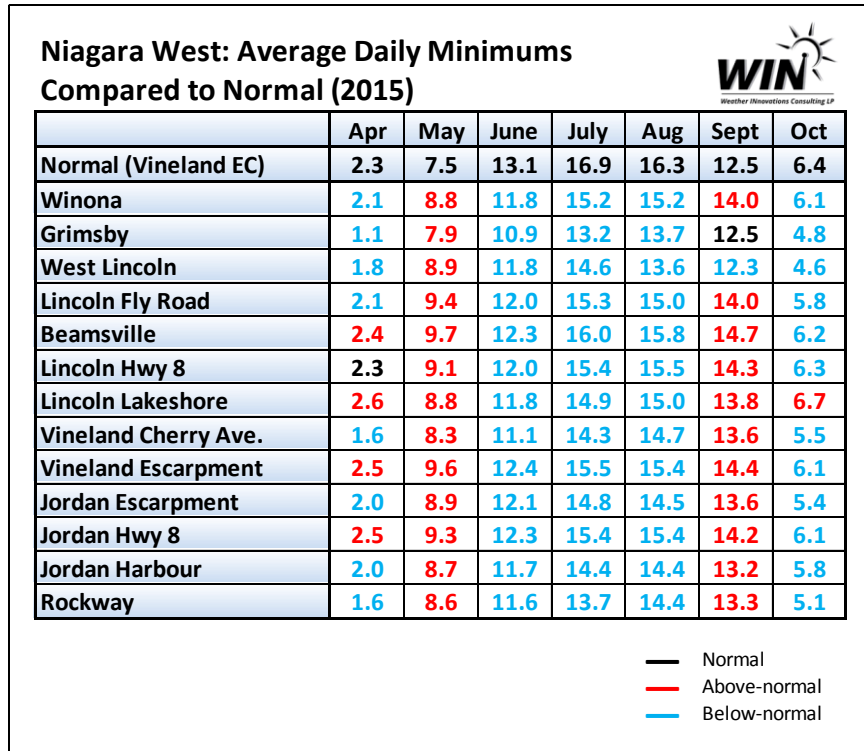 Niagara West: Average Daily Minimums
Compared to Normal (2015)
WIN
Weather INnovations Consulting LP
Apr May June July Aug Sept Oct
Normal (Vineland EC) 2.3 7.5 13.1 16.9 16.3 12.5 6.4
Winona 2.1 8.8 11.8 15.2 15.2 14.0 6.1
Grimsby 1.1 7.9 10.9 13.2 13.7 12.5 4.8
West Lincoln 1.8 8.9 11.8 14.6 13.6 12.3 4.6
Lincoln Fly Road 2.1 9.4 12.0 15.3 15.0 14.0 5.8
Beamsville 2.4 9.7 12.3 16.0 15.8 14.7 6.2
Lincoln Hwy 8 2.3 9.1 12.0 15.4 15.5 14.3 6.3
Lincoln Lakeshore 2.6 8.8 11.8 14.9 15.0 13.8 6.7
Vineland Cherry Ave. 1.6 8.3 11.1 14.3 14.7 13.6 5.5
Vineland Escarpment 2.5 9.6 12.4 15.5 15.4 14.4 6.1
Jordan Escarpment 2.0 8.9 12.1 14.8 14.5 13.6 5.4
Jordan Hwy 8 2.5 9.3 12.3 15.4 15.4 14.2 6.1
Jordan Harbour 2.0 8.7 11.7 14.4 14.4 13.2 5.8
Rockway 1.6 8.6 11.6 13.7 14.4 13.3 5.1
Normal
Above-normal
Below-normal